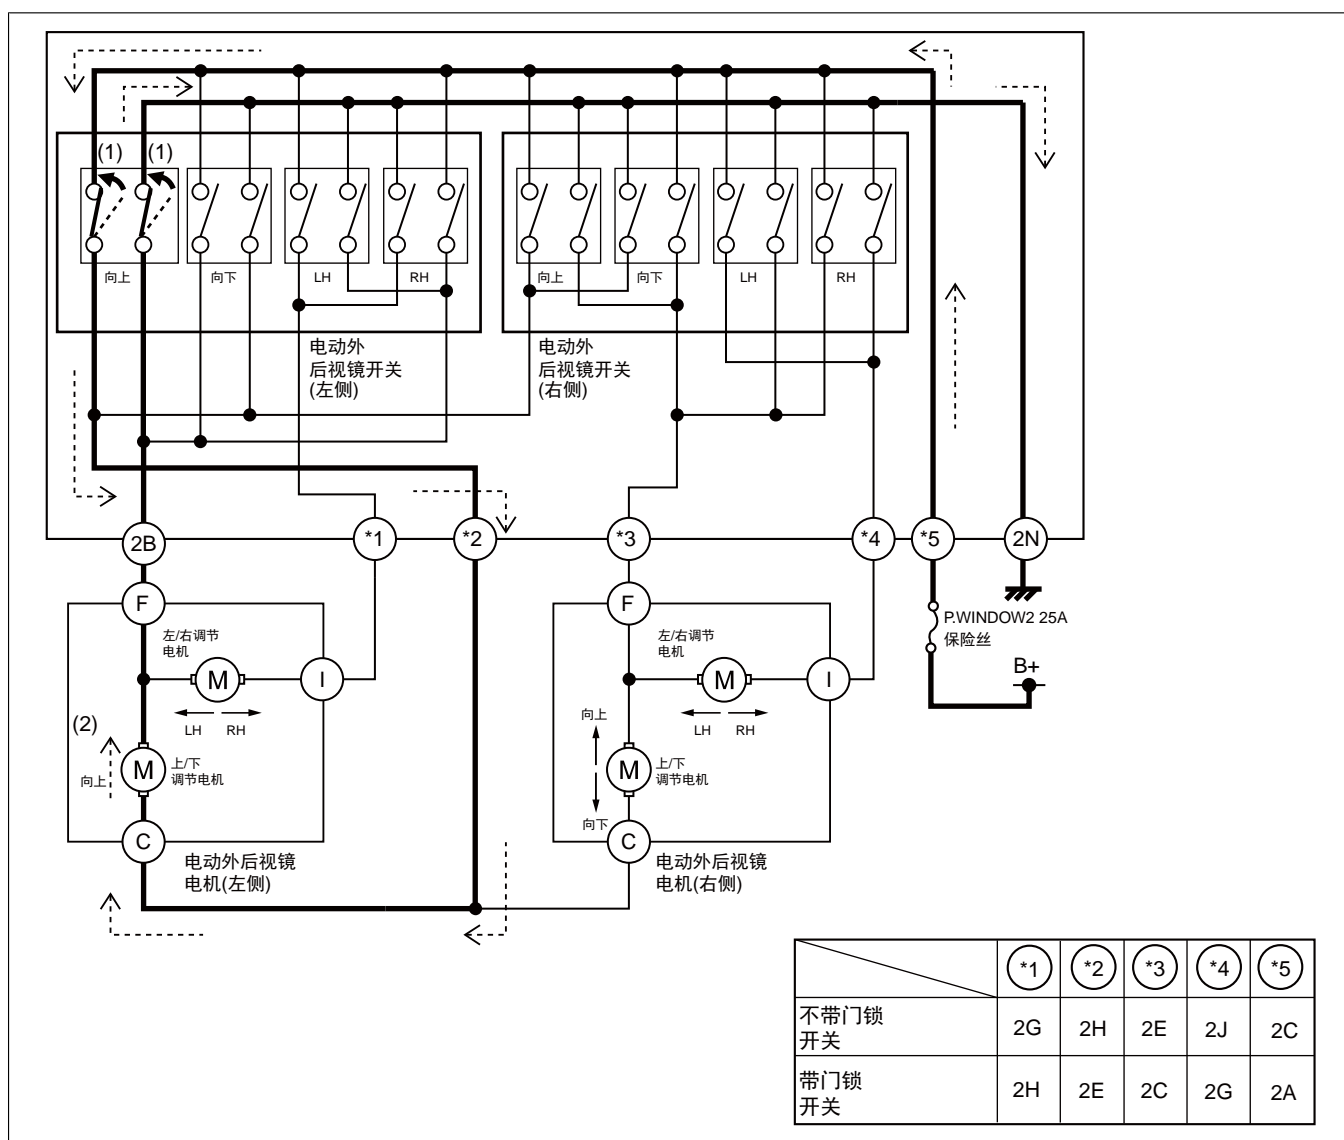 (1) (1)
向上 向下 LH RH 向上 向下 LH RH
电动外
后视镜开关
(左侧)
电动外
后视镜开关
(右侧)
2B *1 *2 *3 *4 *5 2N
F
左/右调节
电机
M I
LH RH
(2)
向上
M
上/下
调节电机
C
电动外后视镜
电机(左侧)
F
左/右调节
电机
M I
LH RH
向上
M
上/下
调节电机
向下
C
电动外后视镜
电机(右侧)
P.WINDOW2 25A
保险丝
B+
*1 *2 *3 *4 *5
不带门锁
开关
2G 2H 2E 2J 2C
带门锁
开关
2H 2E 2C 2G 2A